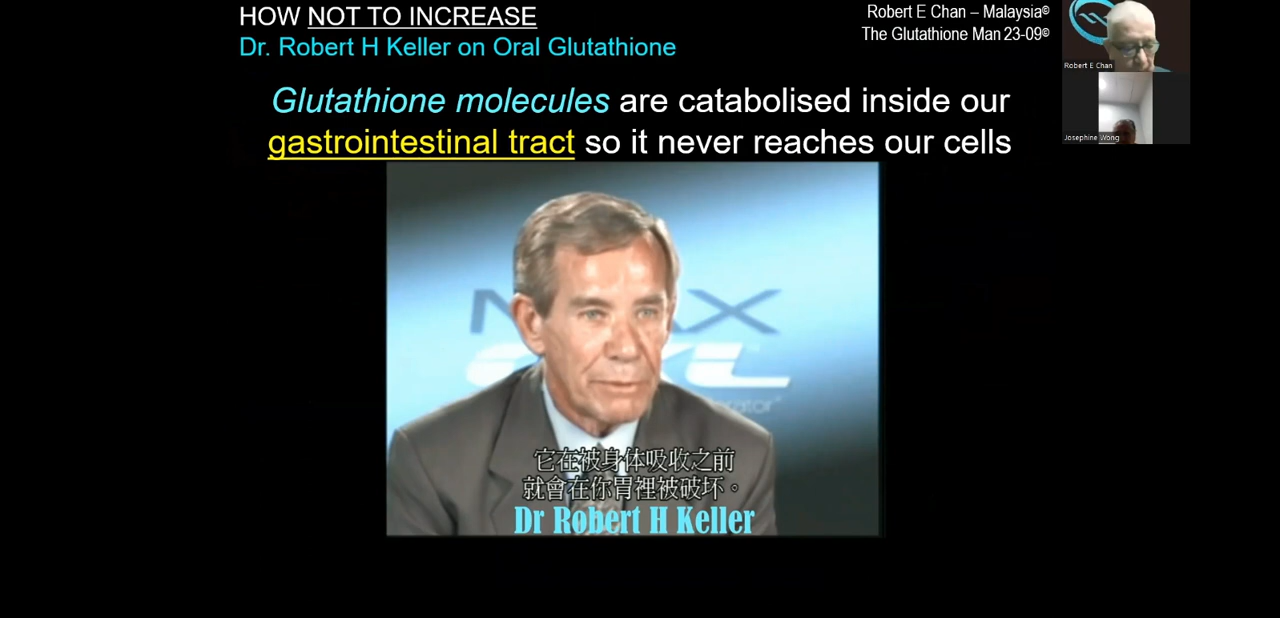 HOW NOT TO INCREASE
Dr. Robert H Keller on Oral Glutathione
Robert E Chan – Malaysia©
The Glutathione Man 23-09©
Robert E Chan
Josephine Wong
Glutathione molecules are catabolised inside our
gastrointestinal tract so it never reaches our cells
它在被身体吸收之前
就會在你胃裡被破坏。
Dr Robert H Keller